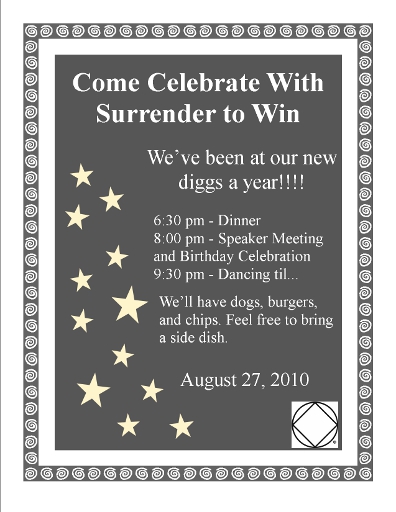 Come Celebrate With
Surrender to Win
We've been at our new
diggs a year!!!!
6:30 pm - Dinner
8:00 pm - Speaker Meeting
and Birthday Celebration
9:30 pm - Dancing til...
We'll have dogs, burgers,
and chips. Feel free to bring
a side dish.
August 27, 2010